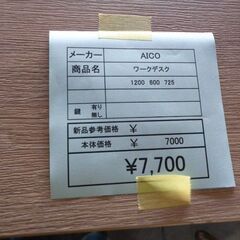 メーカー AICO
商品名 ワークデスク
1200 600 725
鍵 有り
無し
新品参考価格 ¥
本体価格 ¥ 7000
¥7,700